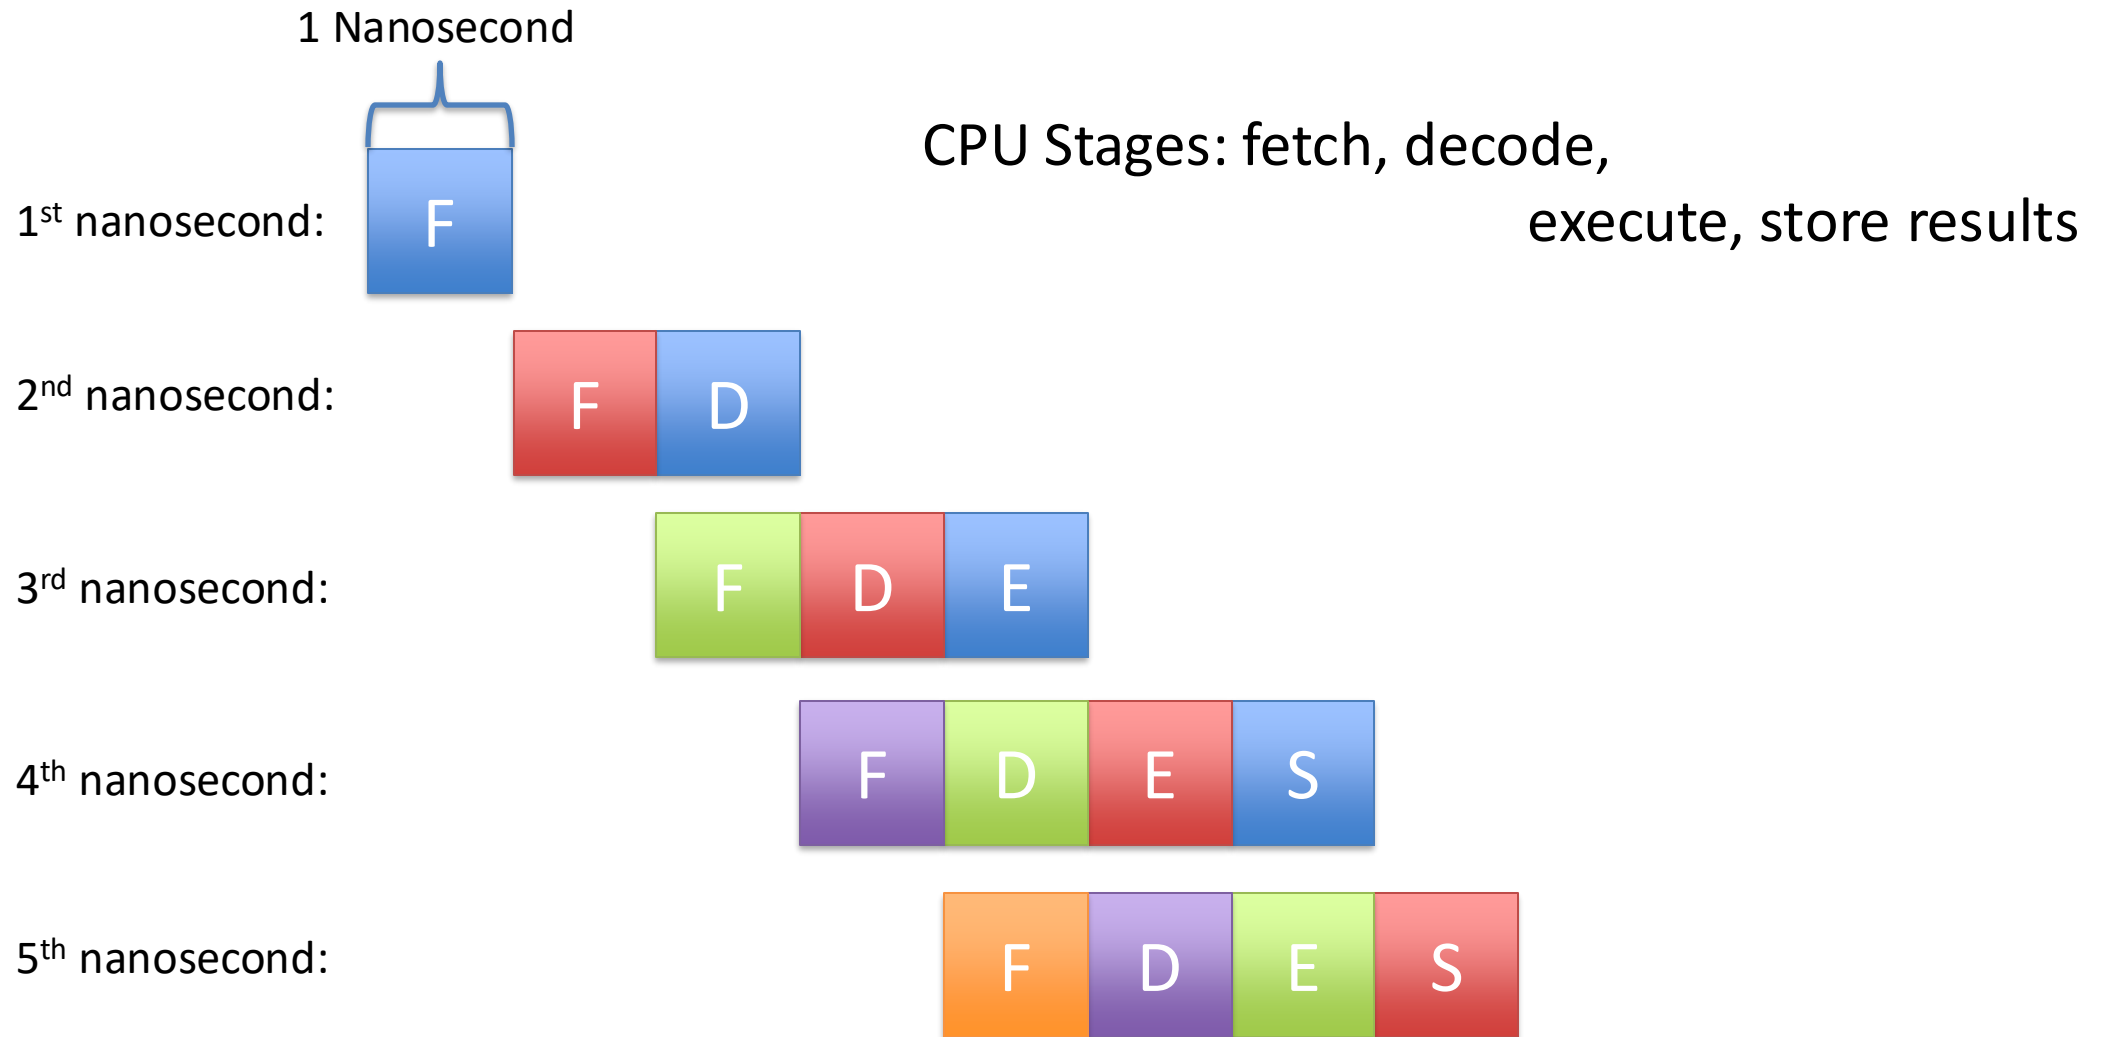 1 Nanosecond
CPU Stages: fetch, decode,
execute, store results
1st nanosecond:
F
2nd nanosecond:
F D
3rd nanosecond:
F D E
4th nanosecond:
F D E S
5th nanosecond:
F D E S